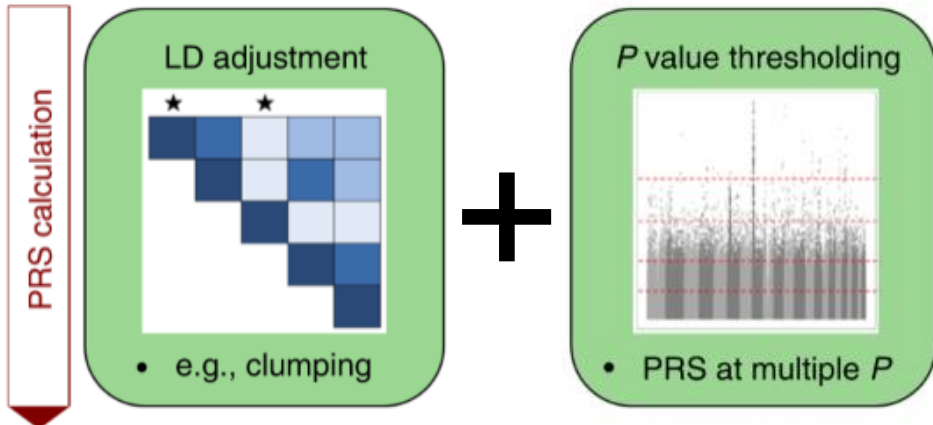 PRS calculation
LD adjustment
• e.g., clumping
P value thresholding
• PRS at multiple P